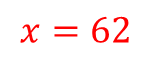 x = 62